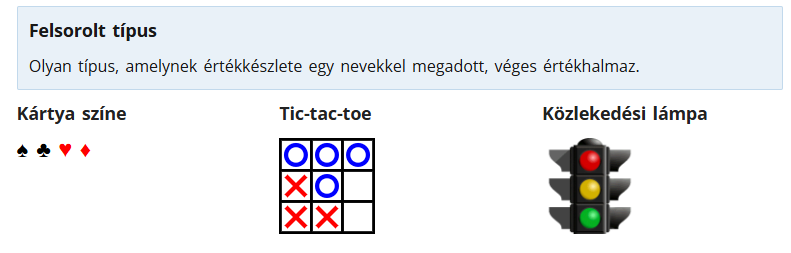 Felsorolt típus
Olyan típus, amelynek értékkészlete egy nevekkel megadott, véges értékhalmaz.
Kártya színe
Tic-tac-toe
Közlekedési lámpa